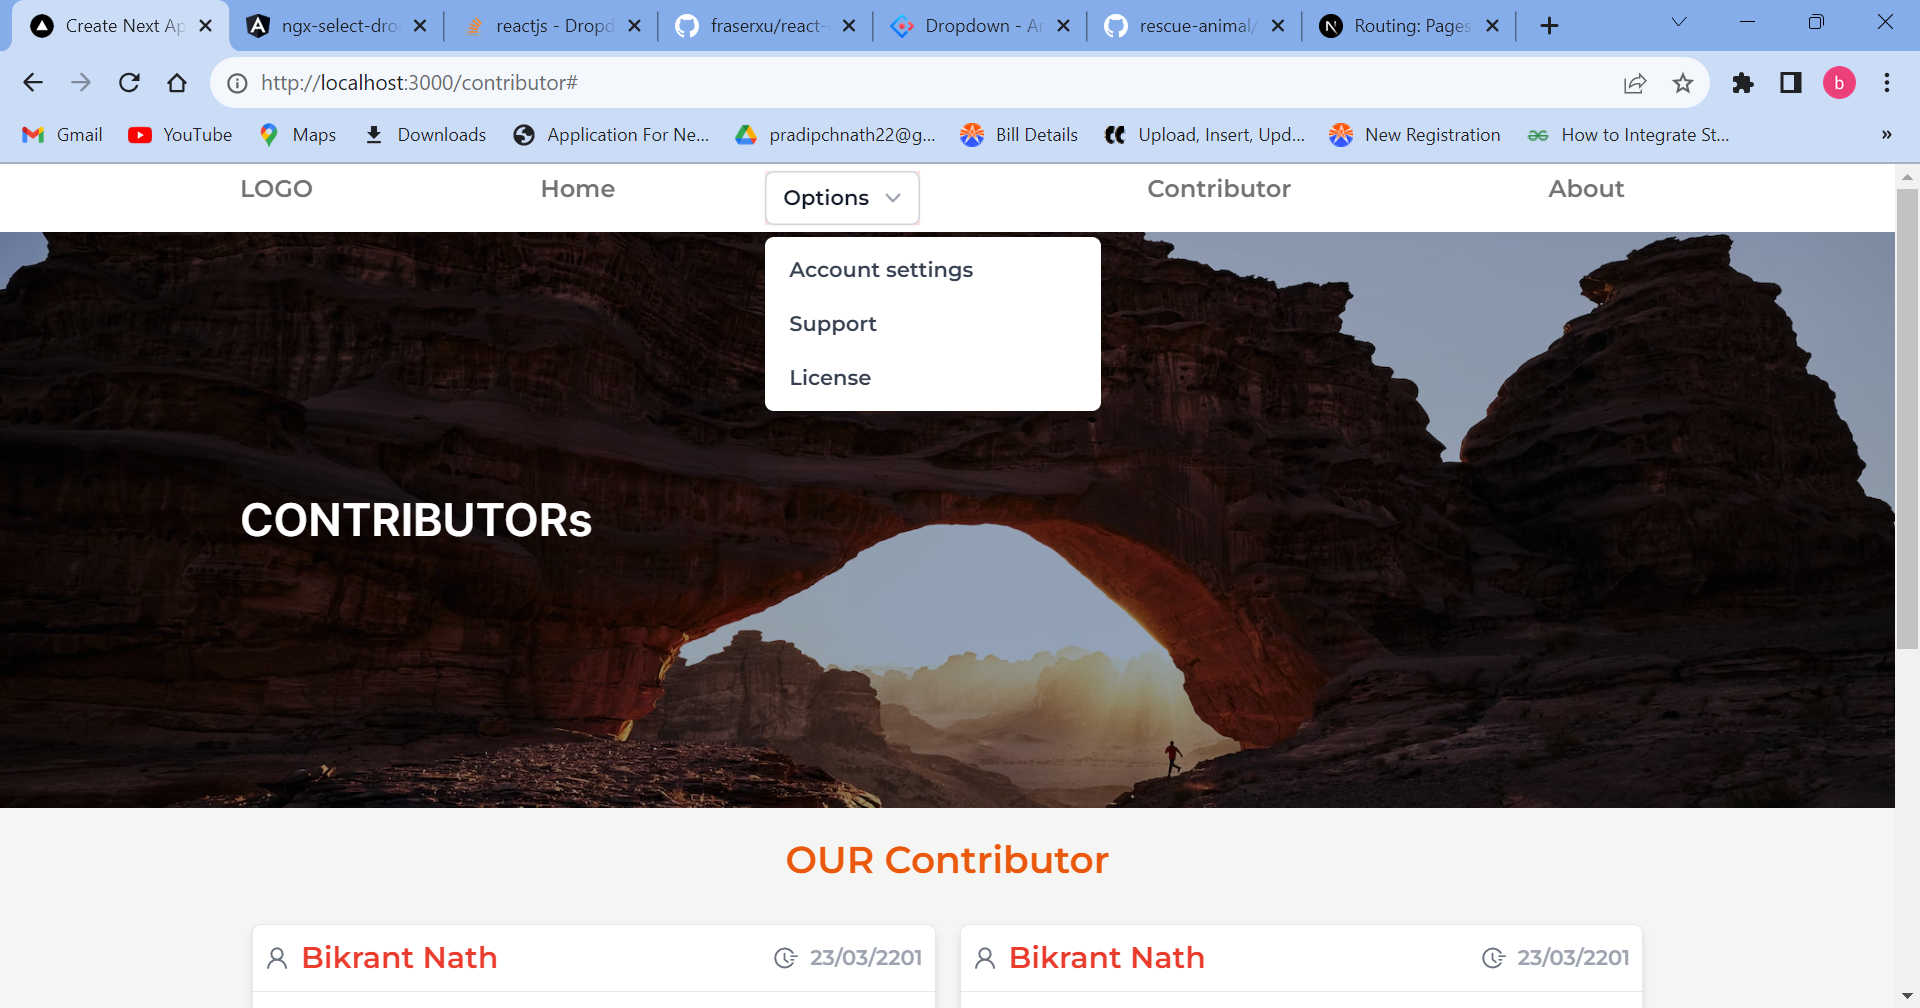 Create Next Ap
ngx-select-dro
reactjs - Dropd
fraserxu/react-
Dropdown - Ar
rescue-animal/
Routing: Pages
http://localhost:3000/contributor#
b
Gmail
YouTube
Maps
Downloads
Application For Ne...
pradipchnath22@g...
Bill Details
Upload, Insert, Upd...
New Registration
How to Integrate St...
»
LOGO
Home
Options
Contributor
About
Account settings
Support
License
CONTRIBUTORs
OUR Contributor
Bikrant Nath
23/03/2201
Bikrant Nath
23/03/2201